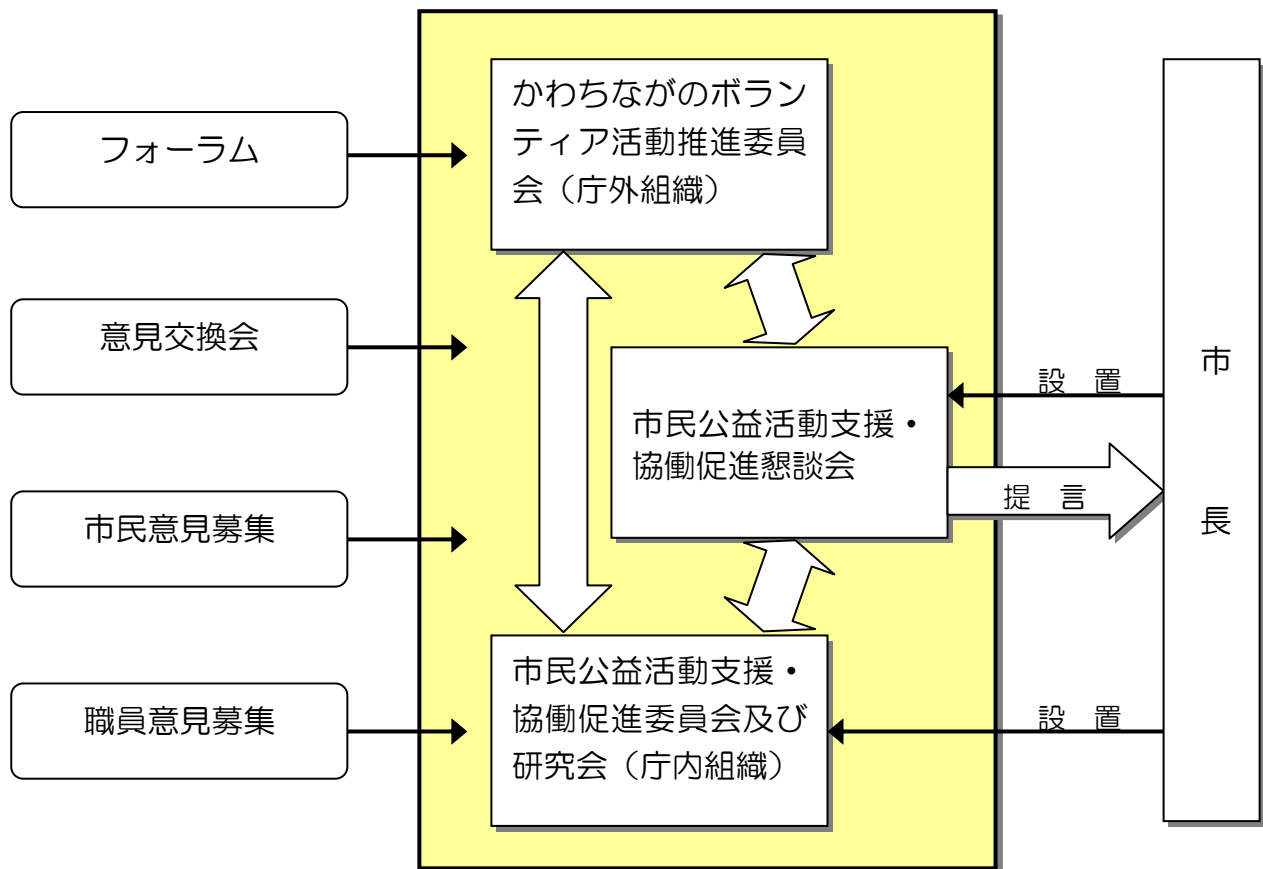 フォーラム
意見交換会
市民意見募集
職員意見募集
かわちながのボラン
ティア活動推進委員
会（庁外組織）
市民公益活動支援・
協働促進懇談会
市民公益活動支援・
協働促進委員会及び
研究会（庁内組織）
設　置
提　言
設　置
市
長